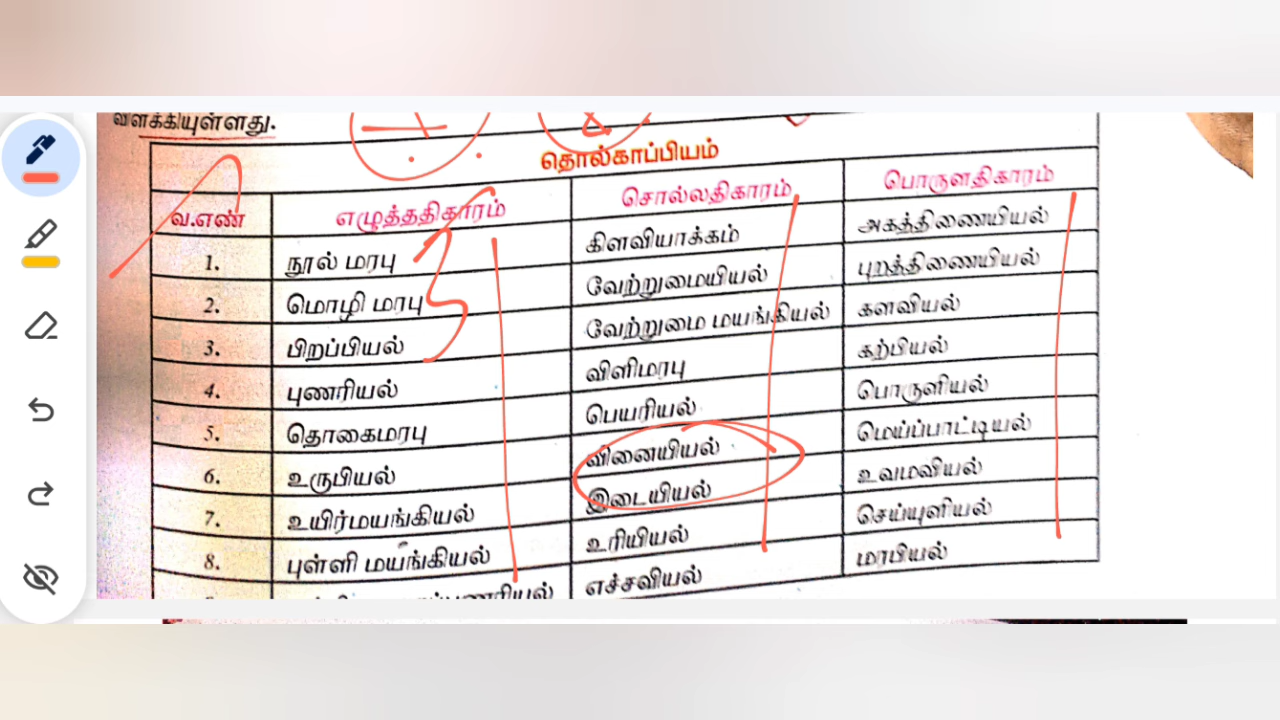 விளக்கியுள்ளது.
தொல்காப்பியம்
வ.எண் எழுத்ததிகாரம் சொல்லதிகாரம் பொருளதிகாரம்
1. நூல் மரபு கிளவியாக்கம் அகத்திணையியல்
2. மொழி மரபு வேற்றுமையியல் புறத்திணையியல்
3. பிறப்பியல் வேற்றுமை மயங்கியல் களவியல்
4. புணரியல் விளிமரபு கற்பியல்
5. தொகைமரபு பெயரியல் பொருளியல்
6. உருபியல் வினையியல் மெய்ப்பாட்டியல்
7. உயிர்மயங்கியல் இடையியல் உவமவியல்
8. புள்ளி மயங்கியல் உரியியல் செய்யுளியல்
எச்சவியல் மரபியல்